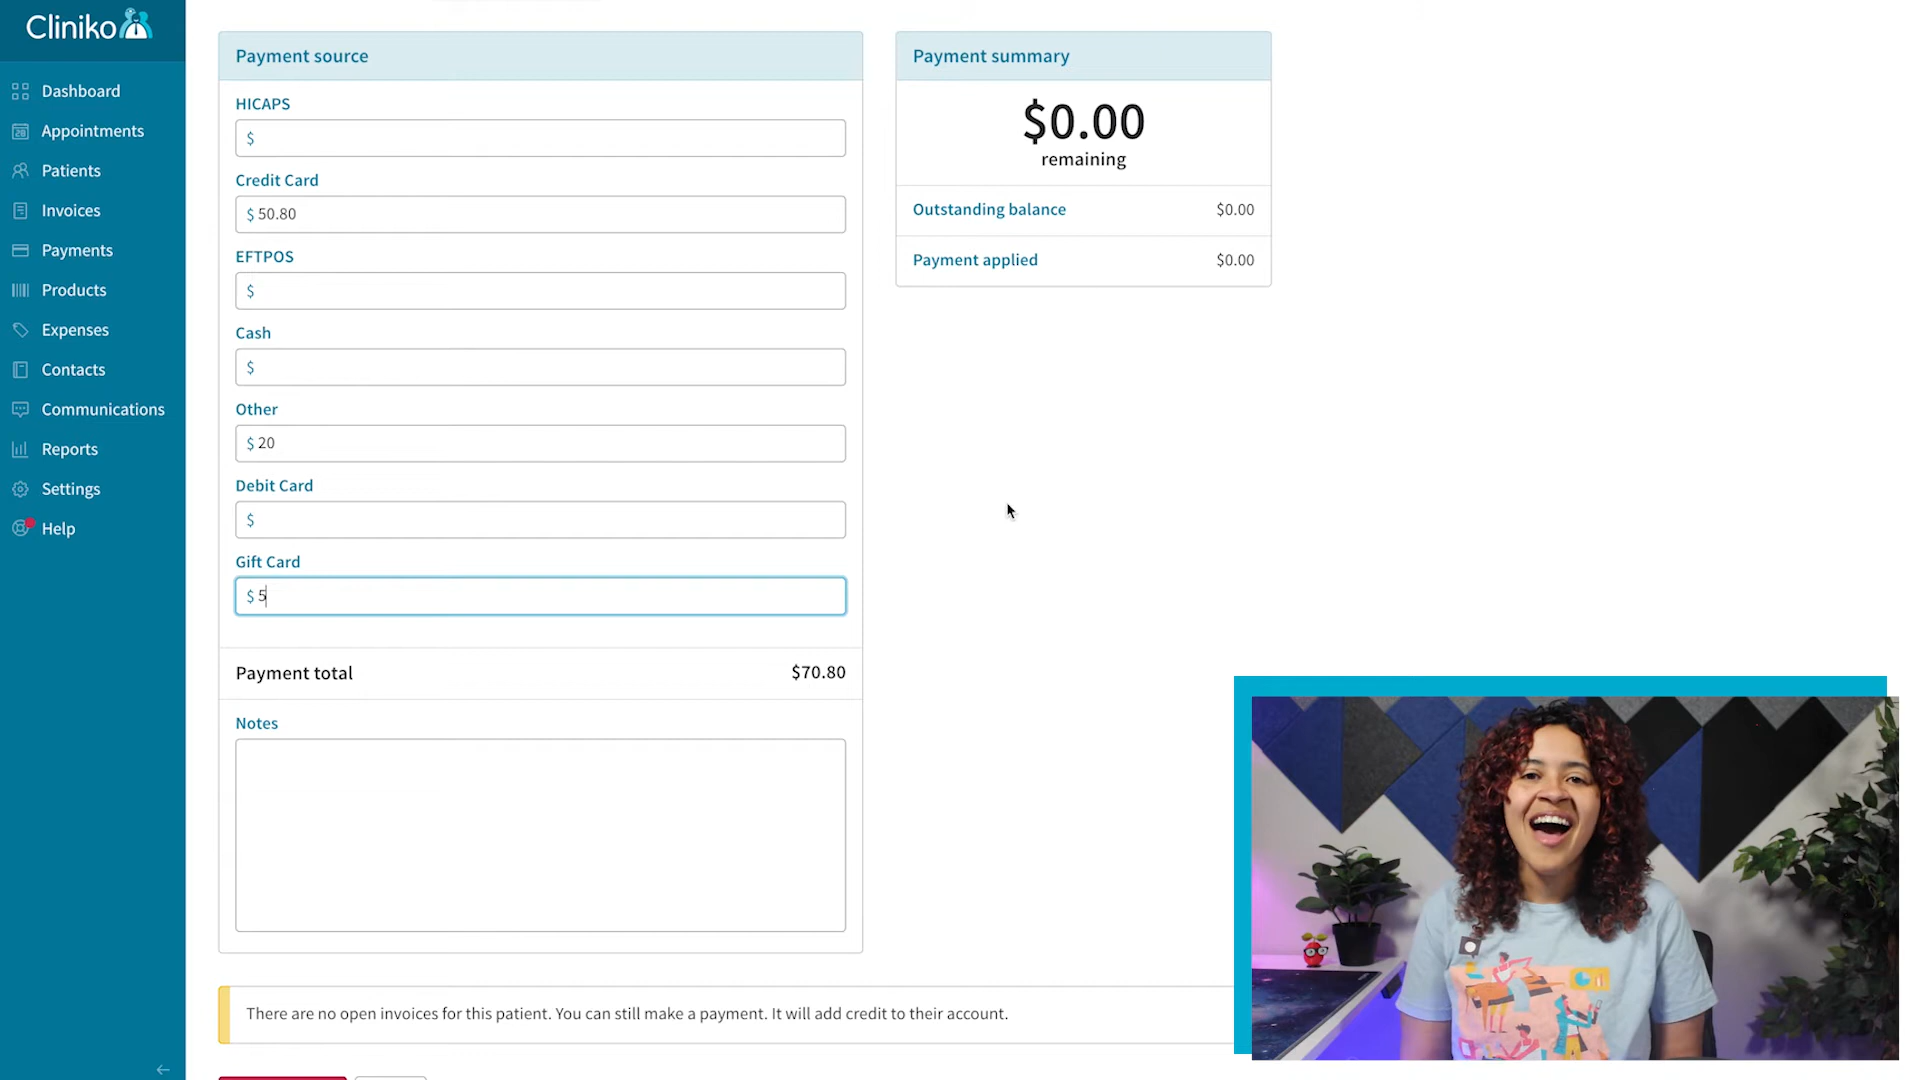 Cliniko
Dashboard
Appointments
Patients
Invoices
Payments
Products
Expenses
Contacts
Communications
Reports
Settings
Help
Payment source
HICAPS
$
Credit Card
$ 50.80
EFTPOS
$
Cash
$
Other
$ 20
Debit Card
$
Gift Card
$ 5
Payment total $70.80
Notes
There are no open invoices for this patient. You can still make a payment. It will add credit to their account.
Payment summary
$0.00
remaining
Outstanding balance $0.00
Payment applied $0.00